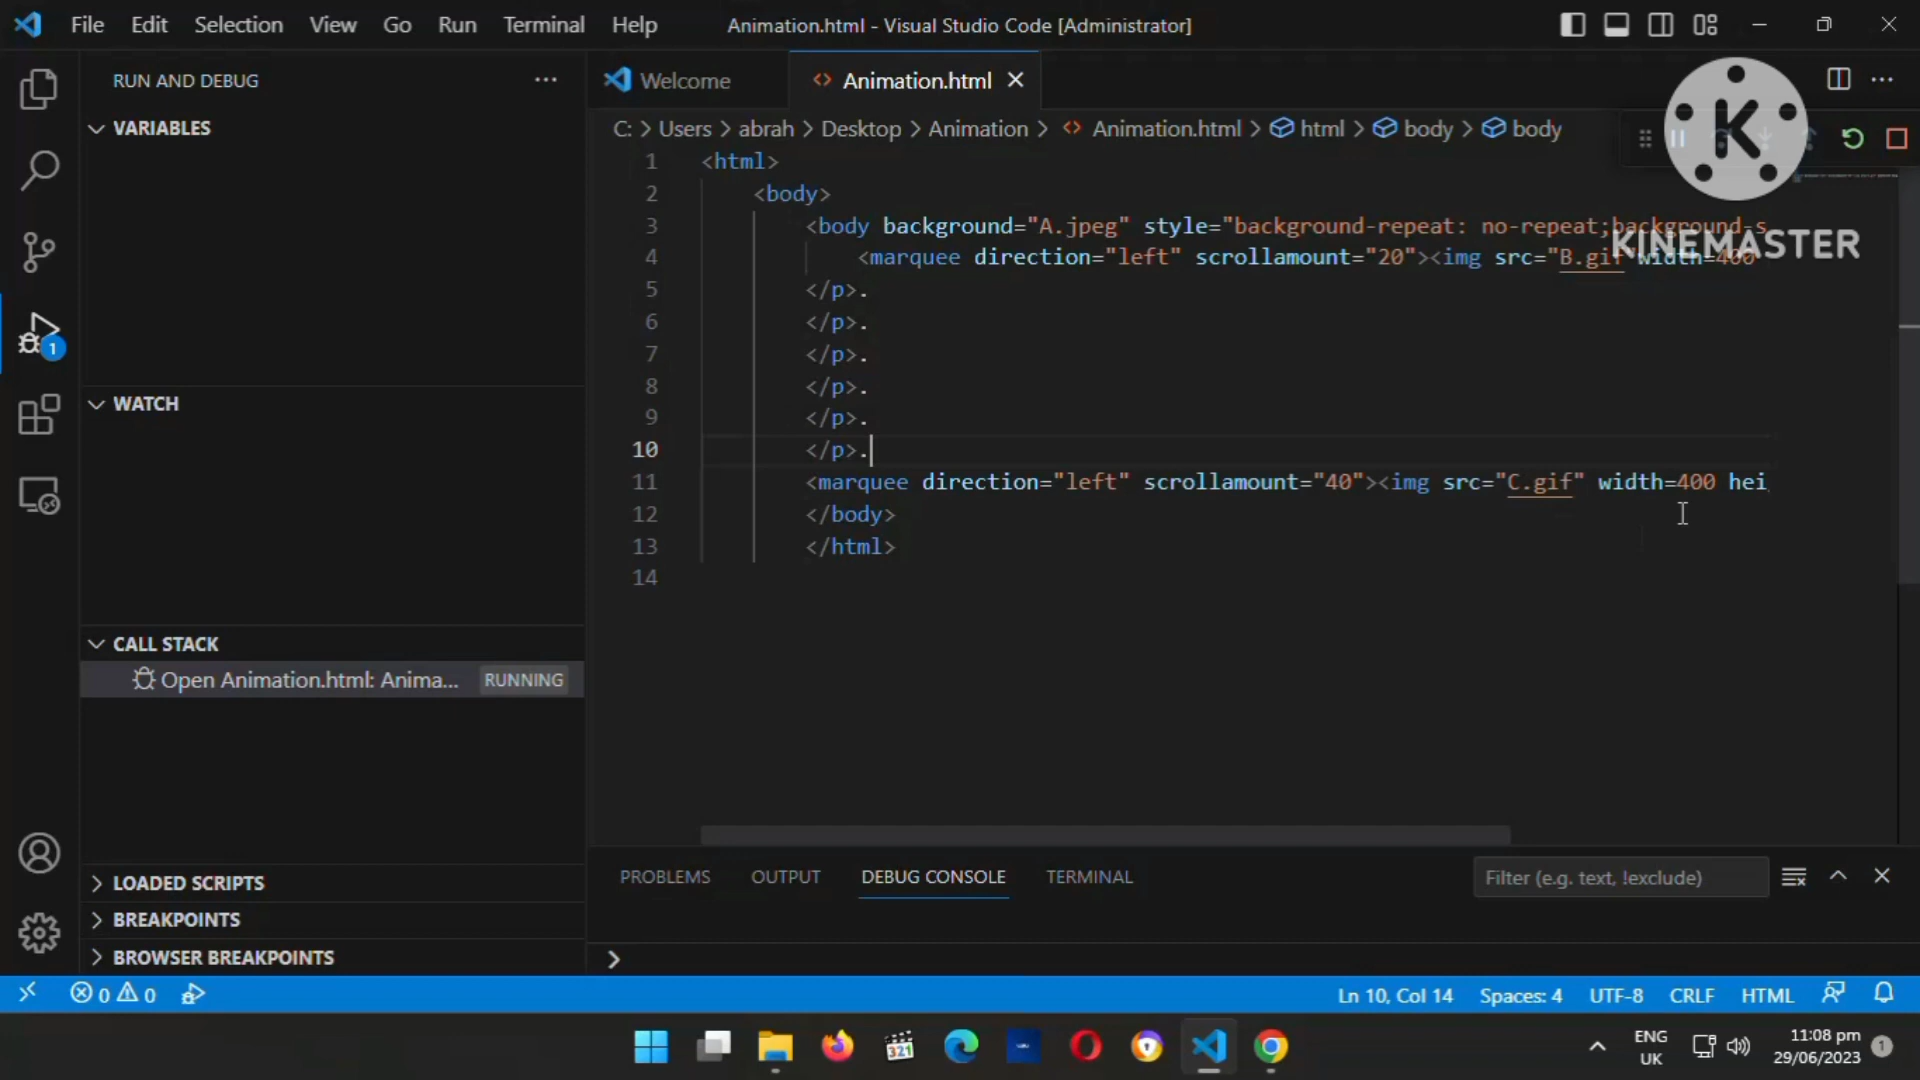 File Edit Selection View Go Run Terminal Help Animation.html - Visual Studio Code [Administrator]
RUN AND DEBUG
Welcome Animation.html
VARIABLES
C: > Users > abrah > Desktop > Animation > Animation.html > html > body > body
K
KINEMASTER
1 <html>
2 <body>
3 <body background="A.jpeg" style="background-repeat: no-repeat;background-s
4 <marquee direction="left" scrollamount="20"><img src="B.gif" width=400
5 </p>.
6 </p>.
7 </p>.
8 </p>.
9 </p>.
10 </p>.
11 <marquee direction="left" scrollamount="40"><img src="C.gif" width=400 hei
12 </body>
13 </html>
14
1
WATCH
CALL STACK
Open Animation.html: Anima... RUNNING
LOADED SCRIPTS
BREAKPOINTS
BROWSER BREAKPOINTS
PROBLEMS OUTPUT DEBUG CONSOLE TERMINAL Filter (e.g. text, !exclude)
0 0 Ln 10, Col 14 Spaces: 4 UTF-8 CRLF HTML
321
ENG
UK
11:08 pm
29/06/2023
1